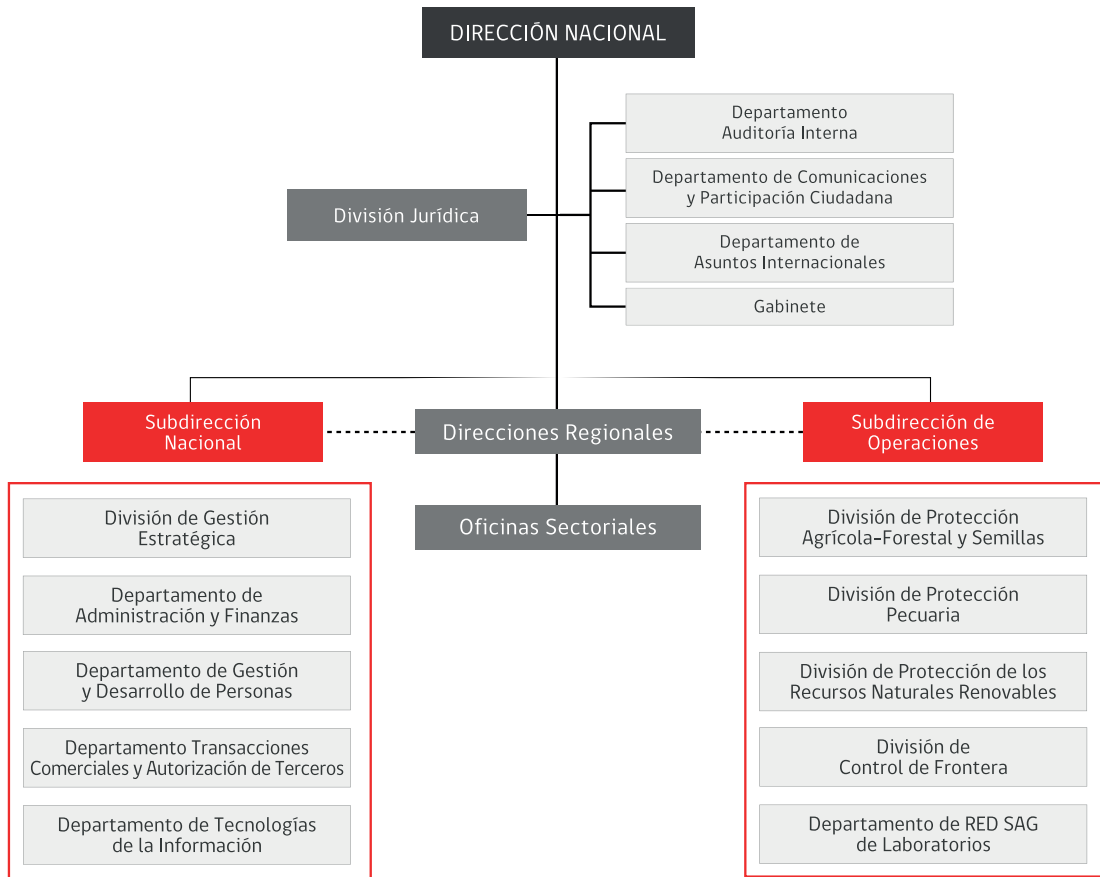 DIRECCIÓN NACIONAL
Departamento
Auditoría Interna
Departamento de Comunicaciones
y Participación Ciudadana
División Jurídica
Departamento de
Asuntos Internacionales
Gabinete
Subdirección
Nacional
Direcciones Regionales
Subdirección de
Operaciones
Oficinas Sectoriales
División de Gestión
Estratégica
Departamento de
Administración y Finanzas
Departamento de Gestión
y Desarrollo de Personas
Departamento Transacciones
Comerciales y Autorización de Terceros
Departamento de Tecnologías
de la Información
División de Protección
Agrícola-Forestal y Semillas
División de Protección
Pecuaria
División de Protección de los
Recursos Naturales Renovables
División de
Control de Frontera
Departamento de RED SAG
de Laboratorios